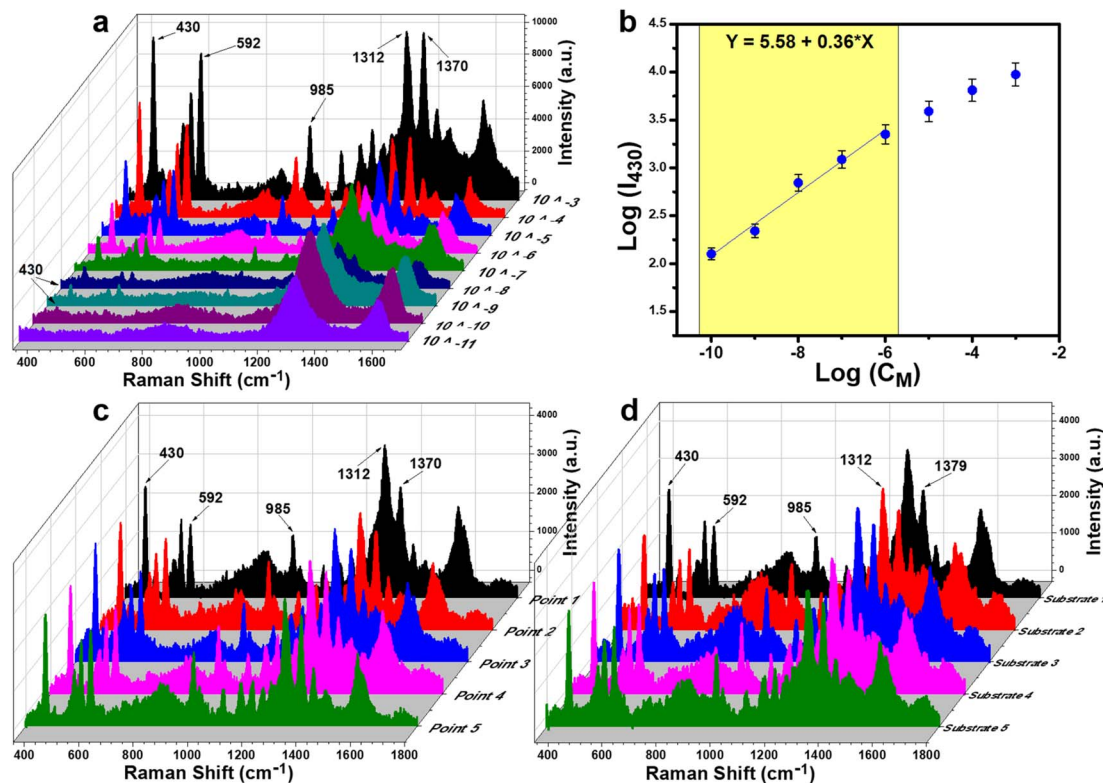 a
430
592
985
1312
1370
430
10000
8000
6000
4000
2000
0
Intensity (a.u.)
10 ^ -3
10 ^ -4
10 ^ -5
10 ^ -6
10 ^ -7
10 ^ -8
10 ^ -9
10 ^ -10
10 ^ -11
400 600 800 1000 1200 1400 1600
Raman Shift (cm⁻¹)
b
Y = 5.58 + 0.36*X
4.5
4.0
3.5
3.0
2.5
2.0
1.5
Log (I₄₃₀)
-10 -8 -6 -4 -2
Log (C_M)
c
430
592
985
1312
1370
4000
3000
2000
1000
0
Intensity (a.u.)
Point 1
Point 2
Point 3
Point 4
Point 5
400 600 800 1000 1200 1400 1600 1800
Raman Shift (cm⁻¹)
d
430
592
985
1312
1379
4000
3000
2000
1000
0
Intensity (a.u.)
Substrate 1
Substrate 2
Substrate 3
Substrate 4
Substrate 5
400 600 800 1000 1200 1400 1600 1800
Raman Shift (cm⁻¹)